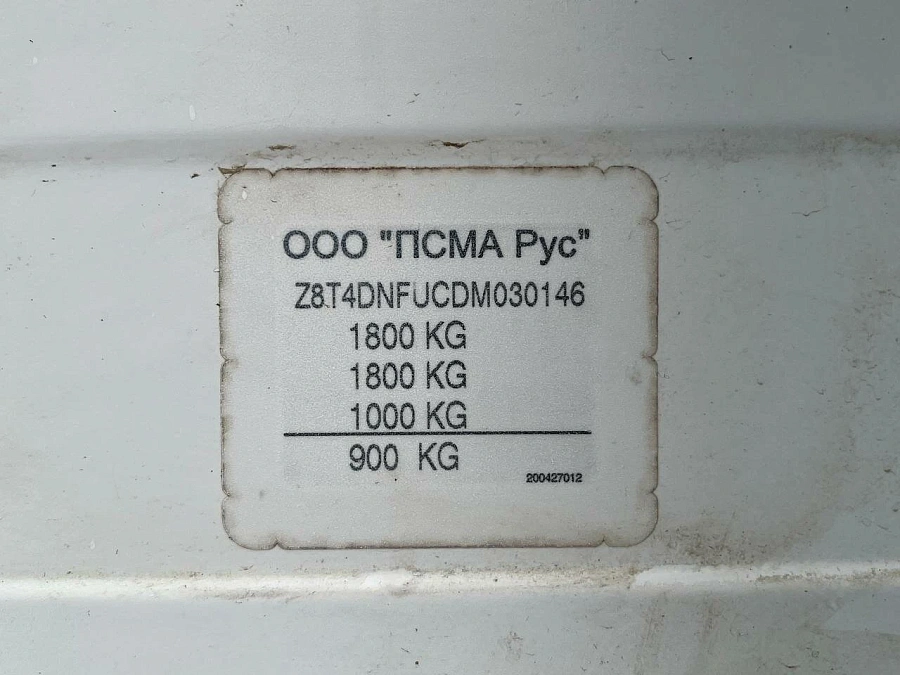 ООО "ПСМА Рус"
Z8T4DNFUCDM030146
1800 KG
1800 KG
1000 KG
900 KG
200427012